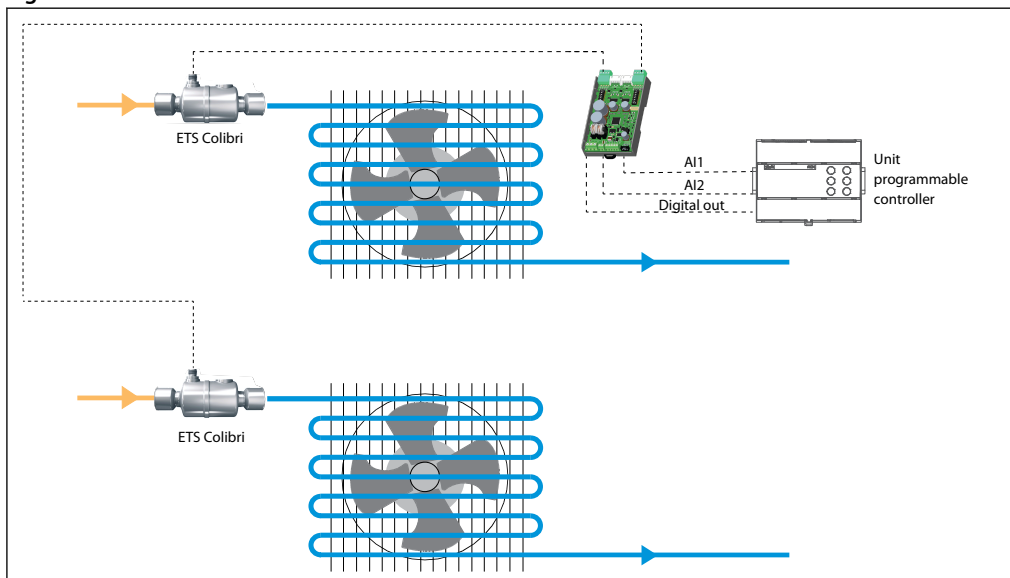 ETS Colibri
AI1
AI2
Digital out
Unit
programmable
controller
ETS Colibri